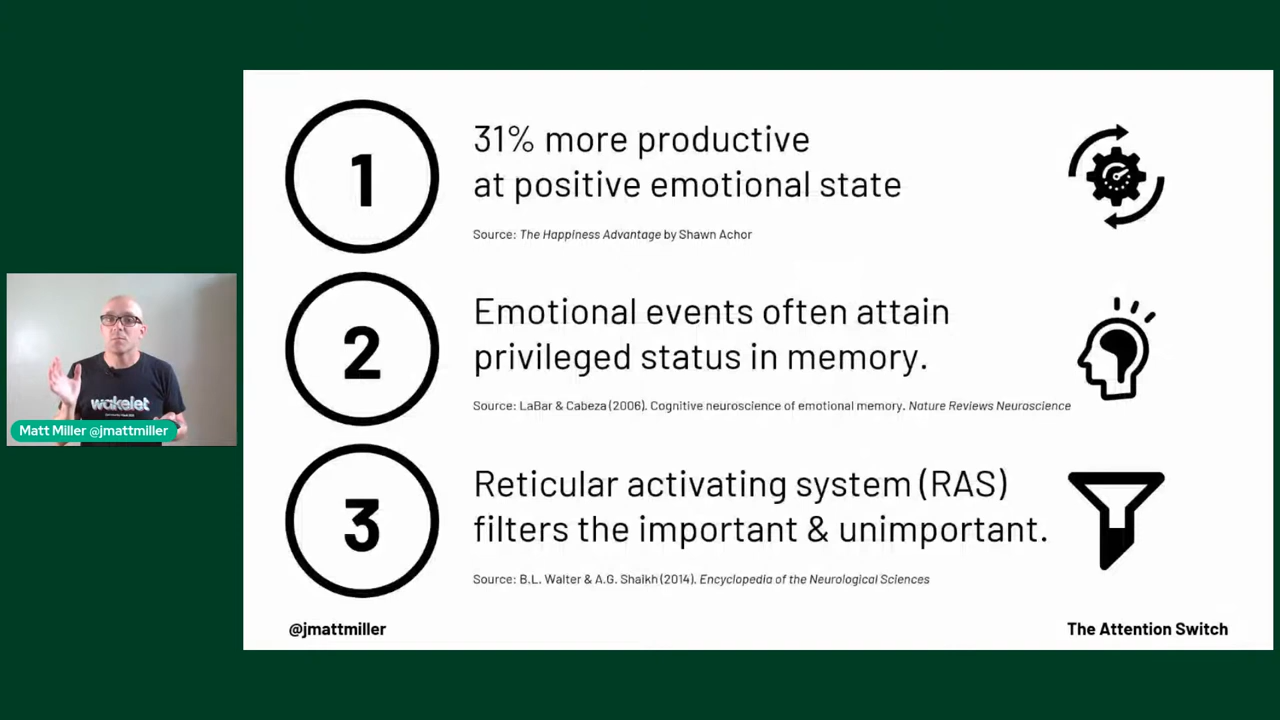 1
31% more productive
at positive emotional state
Source: The Happiness Advantage by Shawn Achor
2
Emotional events often attain
privileged status in memory.
Source: LaBar & Cabeza (2006). Cognitive neuroscience of emotional memory. Nature Reviews Neuroscience
wakelet
Matt Miller @jmattmiller
3
Reticular activating system (RAS)
filters the important & unimportant.
Source: B.L. Walter & A.G. Shaikh (2014). Encyclopedia of the Neurological Sciences
@jmattmiller
The Attention Switch